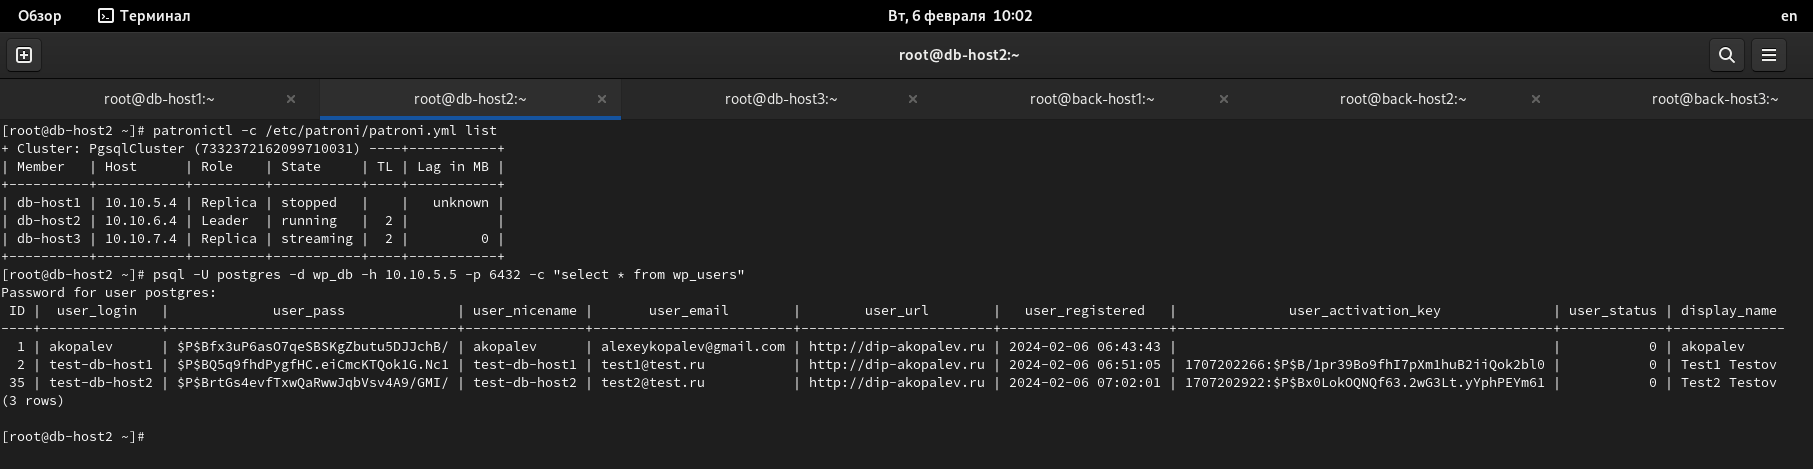 Обзор Терминал Вт, 6 февраля 10:02 en
root@db-host2:~
root@db-host1:~ × root@db-host2:~ × root@db-host3:~ × root@back-host1:~ × root@back-host2:~ × root@back-host3:~
[root@db-host2 ~]# patronictl -c /etc/patroni/patroni.yml list
+ Cluster: PgsqlCluster (7332372162099710031) ----+-----------+
| Member   | Host      | Role    | State     | TL | Lag in MB |
+----------+-----------+---------+-----------+----+-----------+
| db-host1 | 10.10.5.4 | Replica | stopped   |    |   unknown |
| db-host2 | 10.10.6.4 | Leader  | running   |  2 |           |
| db-host3 | 10.10.7.4 | Replica | streaming |  2 |         0 |
+----------+-----------+---------+-----------+----+-----------+
[root@db-host2 ~]# psql -U postgres -d wp_db -h 10.10.5.5 -p 6432 -c "select * from wp_users"
Password for user postgres:
 ID |  user_login   |             user_pass              | user_nicename |       user_email        |        user_url        |   user_registered   |              user_activation_key              | user_status | display_name
----+---------------+------------------------------------+---------------+-------------------------+------------------------+---------------------+-----------------------------------------------+-------------+--------------
  1 | akopalev      | $P$Bfx3uP6asO7qeSBSKgZbutu5DJJchB/ | akopalev      | alexeykopalev@gmail.com | http://dip-akopalev.ru | 2024-02-06 06:43:43 |                                               |           0 | akopalev
  2 | test-db-host1 | $P$BQ5q9fhdPygfHC.eiCmcKTQok1G.Nc1 | test-db-host1 | test1@test.ru           | http://dip-akopalev.ru | 2024-02-06 06:51:05 | 1707202266:$P$B/1pr39Bo9fhI7pXm1huB2iiQok2bl0 |           0 | Test1 Testov
 35 | test-db-host2 | $P$BrtGs4evfTxwQaRwwJqbVsv4A9/GMI/ | test-db-host2 | test2@test.ru           | http://dip-akopalev.ru | 2024-02-06 07:02:01 | 1707202922:$P$Bx0LokOQNQf63.2wG3Lt.yYphPEYm61 |           0 | Test2 Testov
(3 rows)
[root@db-host2 ~]#